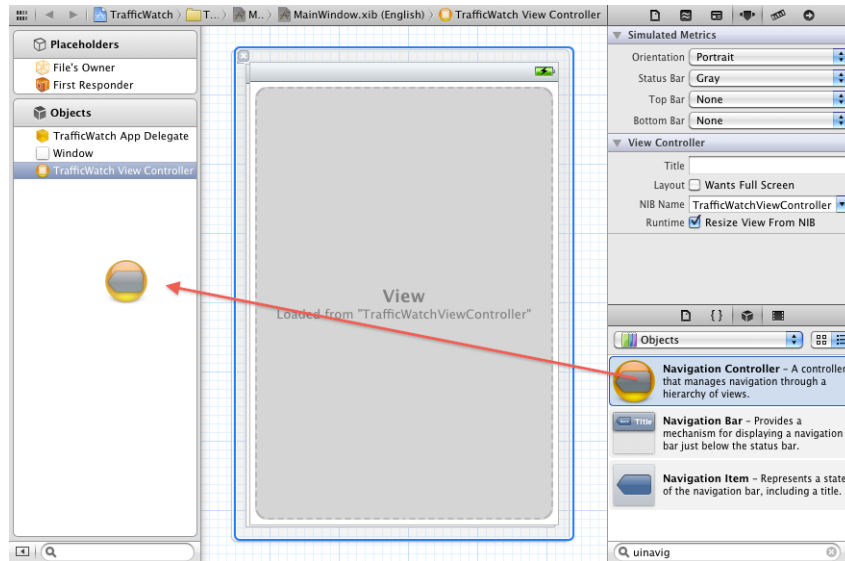 TrafficWatch
T...
M..
MainWindow.xib (English)
TrafficWatch View Controller
Placeholders
File's Owner
First Responder
Objects
TrafficWatch App Delegate
Window
TrafficWatch View Controller
View
Loaded from "TrafficWatchViewController"
Simulated Metrics
Orientation Portrait
Status Bar Gray
Top Bar None
Bottom Bar None
View Controller
Title
Layout Wants Full Screen
NIB Name TrafficWatchViewController
Runtime Resize View From NIB
{}
Objects
Navigation Controller – A controller
that manages navigation through a
hierarchy of views.
Title
Navigation Bar – Provides a
mechanism for displaying a navigation
bar just below the status bar.
Navigation Item – Represents a state
of the navigation bar, including a title.
uinavig